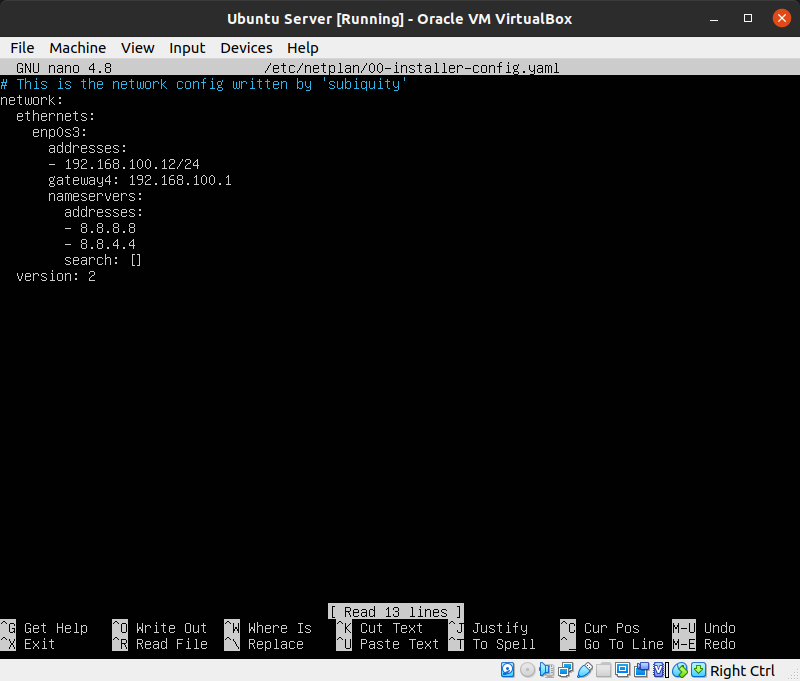 Ubuntu Server [Running] - Oracle VM VirtualBox
File Machine View Input Devices Help
GNU nano 4.8 /etc/netplan/00-installer-config.yaml
# This is the network config written by 'subiquity'
network:
  ethernets:
    enp0s3:
      addresses:
      - 192.168.100.12/24
      gateway4: 192.168.100.1
      nameservers:
        addresses:
        - 8.8.8.8
        - 8.8.4.4
        search: []
  version: 2
[ Read 13 lines ]
^G Get Help ^O Write Out ^W Where Is ^K Cut Text ^J Justify ^C Cur Pos M-U Undo
^X Exit ^R Read File ^\ Replace ^U Paste Text ^T To Spell ^_ Go To Line M-E Redo
Right Ctrl